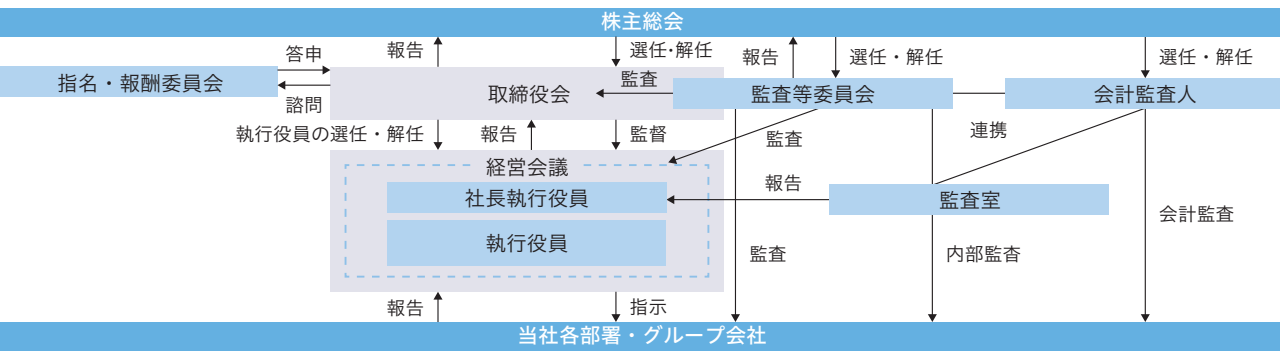 株主総会
報告
選任・解任
報告
選任・解任
選任・解任
答申
指名・報酬委員会
諮問
取締役会
監査
監査等委員会
会計監査人
執行役員の選任・解任
報告
監督
監査
連携
経営会議
社長執行役員
執行役員
報告
監査室
会計監査
監査
内部監査
報告
指示
当社各部署・グループ会社